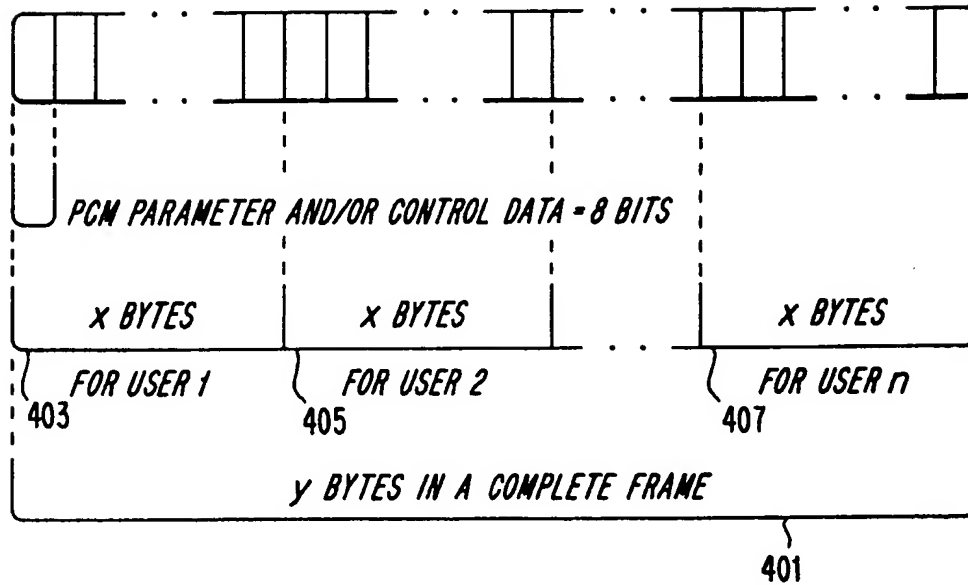 PCM PARAMETER AND/OR CONTROL DATA = 8 BITS
x BYTES x BYTES x BYTES
FOR USER 1 FOR USER 2 FOR USER n
403 405 407
y BYTES IN A COMPLETE FRAME
401